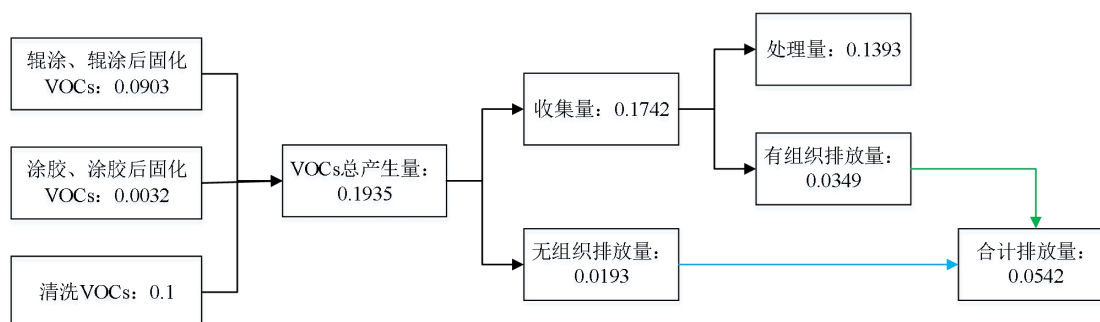 辊涂、辊涂后固化
VOCs：0.0903
涂胶、涂胶后固化
VOCs：0.0032
清洗VOCs：0.1
VOCs总产生量：
0.1935
收集量：0.1742
无组织排放量：
0.0193
处理量：0.1393
有组织排放量：
0.0349
合计排放量：
0.0542